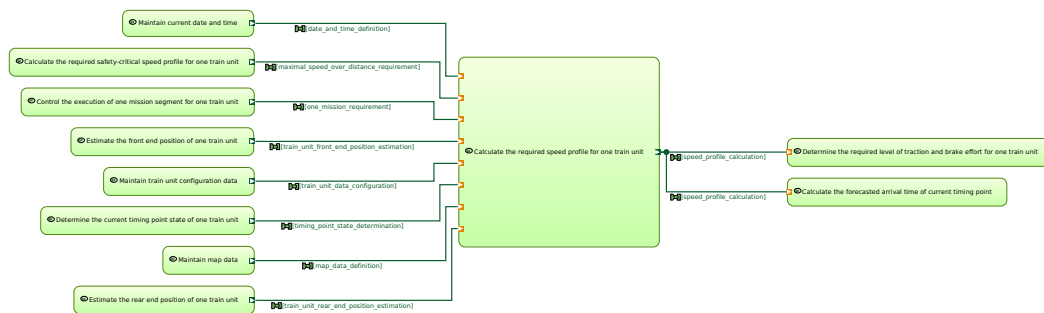 Maintain current date and time
[date_and_time_definition]
Calculate the required safety-critical speed profile for one train unit
[maximal_speed_over_distance_requirement]
Control the execution of one mission segment for one train unit
[one_mission_requirement]
Estimate the front end position of one train unit
[train_unit_front_end_position_estimation]
Maintain train unit configuration data
[train_unit_data_configuration]
Determine the current timing point state of one train unit
[timing_point_state_determination]
Maintain map data
[map_data_definition]
Estimate the rear end position of one train unit
[train_unit_rear_end_position_estimation]
Calculate the required speed profile for one train unit
[speed_profile_calculation]
Determine the required level of traction and brake effort for one train unit
[speed_profile_calculation]
Calculate the forecasted arrival time of current timing point